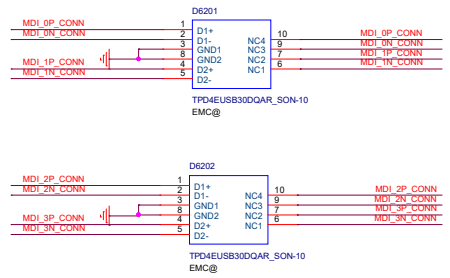 D6201
MDI_0P_CONN 1 D1+
MDI_0N_CONN 2 D1- NC4 10 MDI_0P_CONN
3 GND1 NC3 9 MDI_0N_CONN
8 GND2 NC2 7 MDI_1P_CONN
MDI_1P_CONN 4 D2+ NC1 6 MDI_1N_CONN
MDI_1N_CONN 5 D2-
TPD4EUSB30DQAR_SON-10
EMC@
D6202
MDI_2P_CONN 1 D1+
MDI_2N_CONN 2 D1- NC4 10 MDI_2P_CONN
3 GND1 NC3 9 MDI_2N_CONN
8 GND2 NC2 7 MDI_3P_CONN
MDI_3P_CONN 4 D2+ NC1 6 MDI_3N_CONN
MDI_3N_CONN 5 D2-
TPD4EUSB30DQAR_SON-10
EMC@